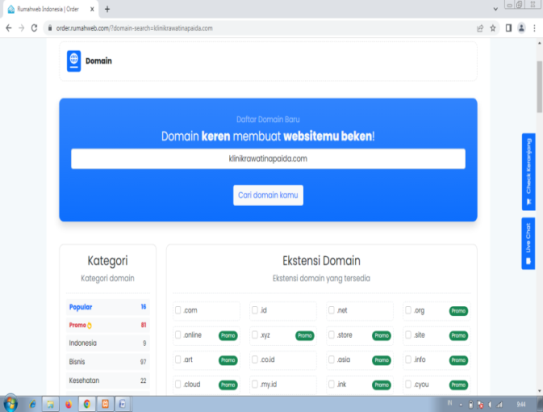 Rumahweb Indonesia | Order
order.rumahweb.com/?domain-search=klinikrawatinapaida.com
Domain
Daftar Domain Baru
Domain keren membuat websitemu beken!
klinikrawatinapaida.com
Cari domain kamu
Check Keranjang
Live Chat
Kategori
Kategori domain
Popular 16
Promo 81
Indonesia 9
Bisnis 97
Kesehatan 22
Ekstensi Domain
Ekstensi domain yang tersedia
.com .id .net .org Promo
.online Promo .xyz Promo .store Promo .site Promo
.art Promo .co.id .asia Promo .info Promo
.cloud Promo .my.id .ink Promo .cyou Promo